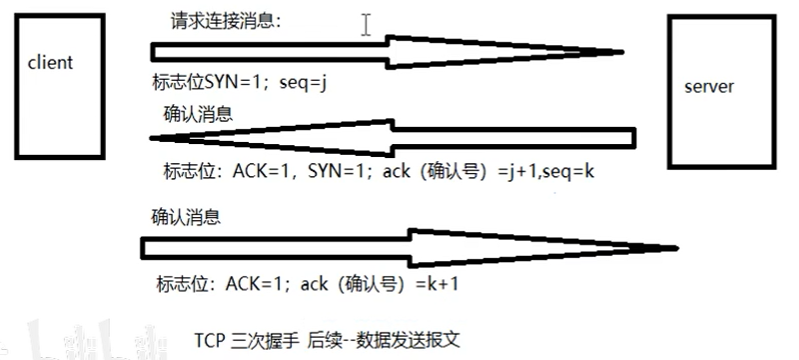 请求连接消息:
client
server
标志位SYN=1; seq=j
确认消息
标志位: ACK=1, SYN=1; ack (确认号) =j+1,seq=k
确认消息
标志位: ACK=1; ack (确认号) =k+1
TCP 三次握手 后续--数据发送报文